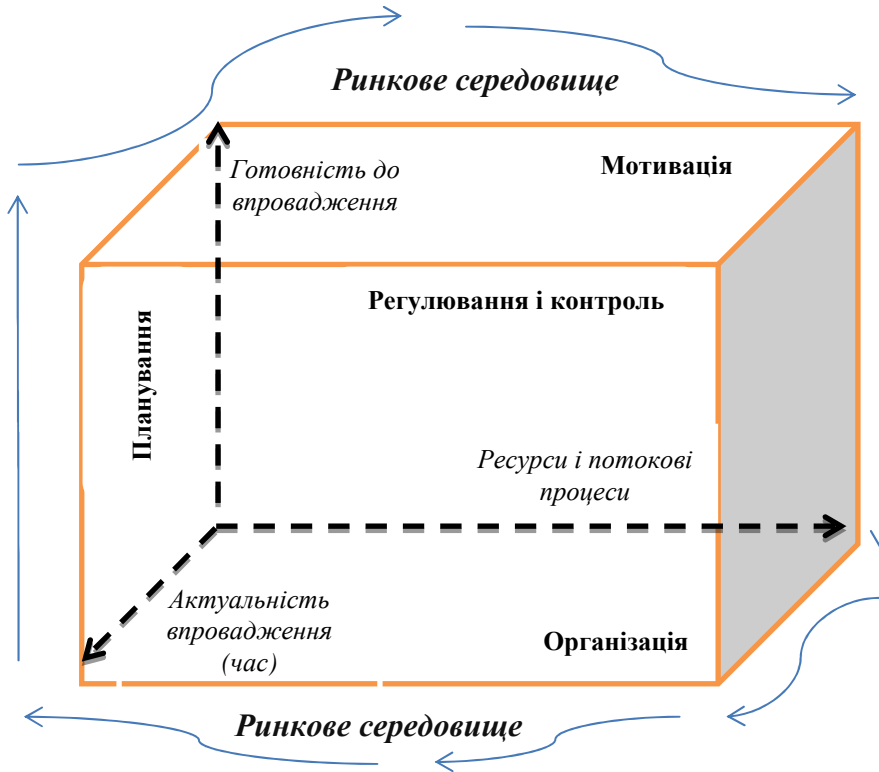 Ринкове середовище
Мотивація
Готовність до
впровадження
Регулювання і контроль
Планування
Ресурси і потокові
процеси
Актуальність
впровадження
(час)
Організація
Ринкове середовище